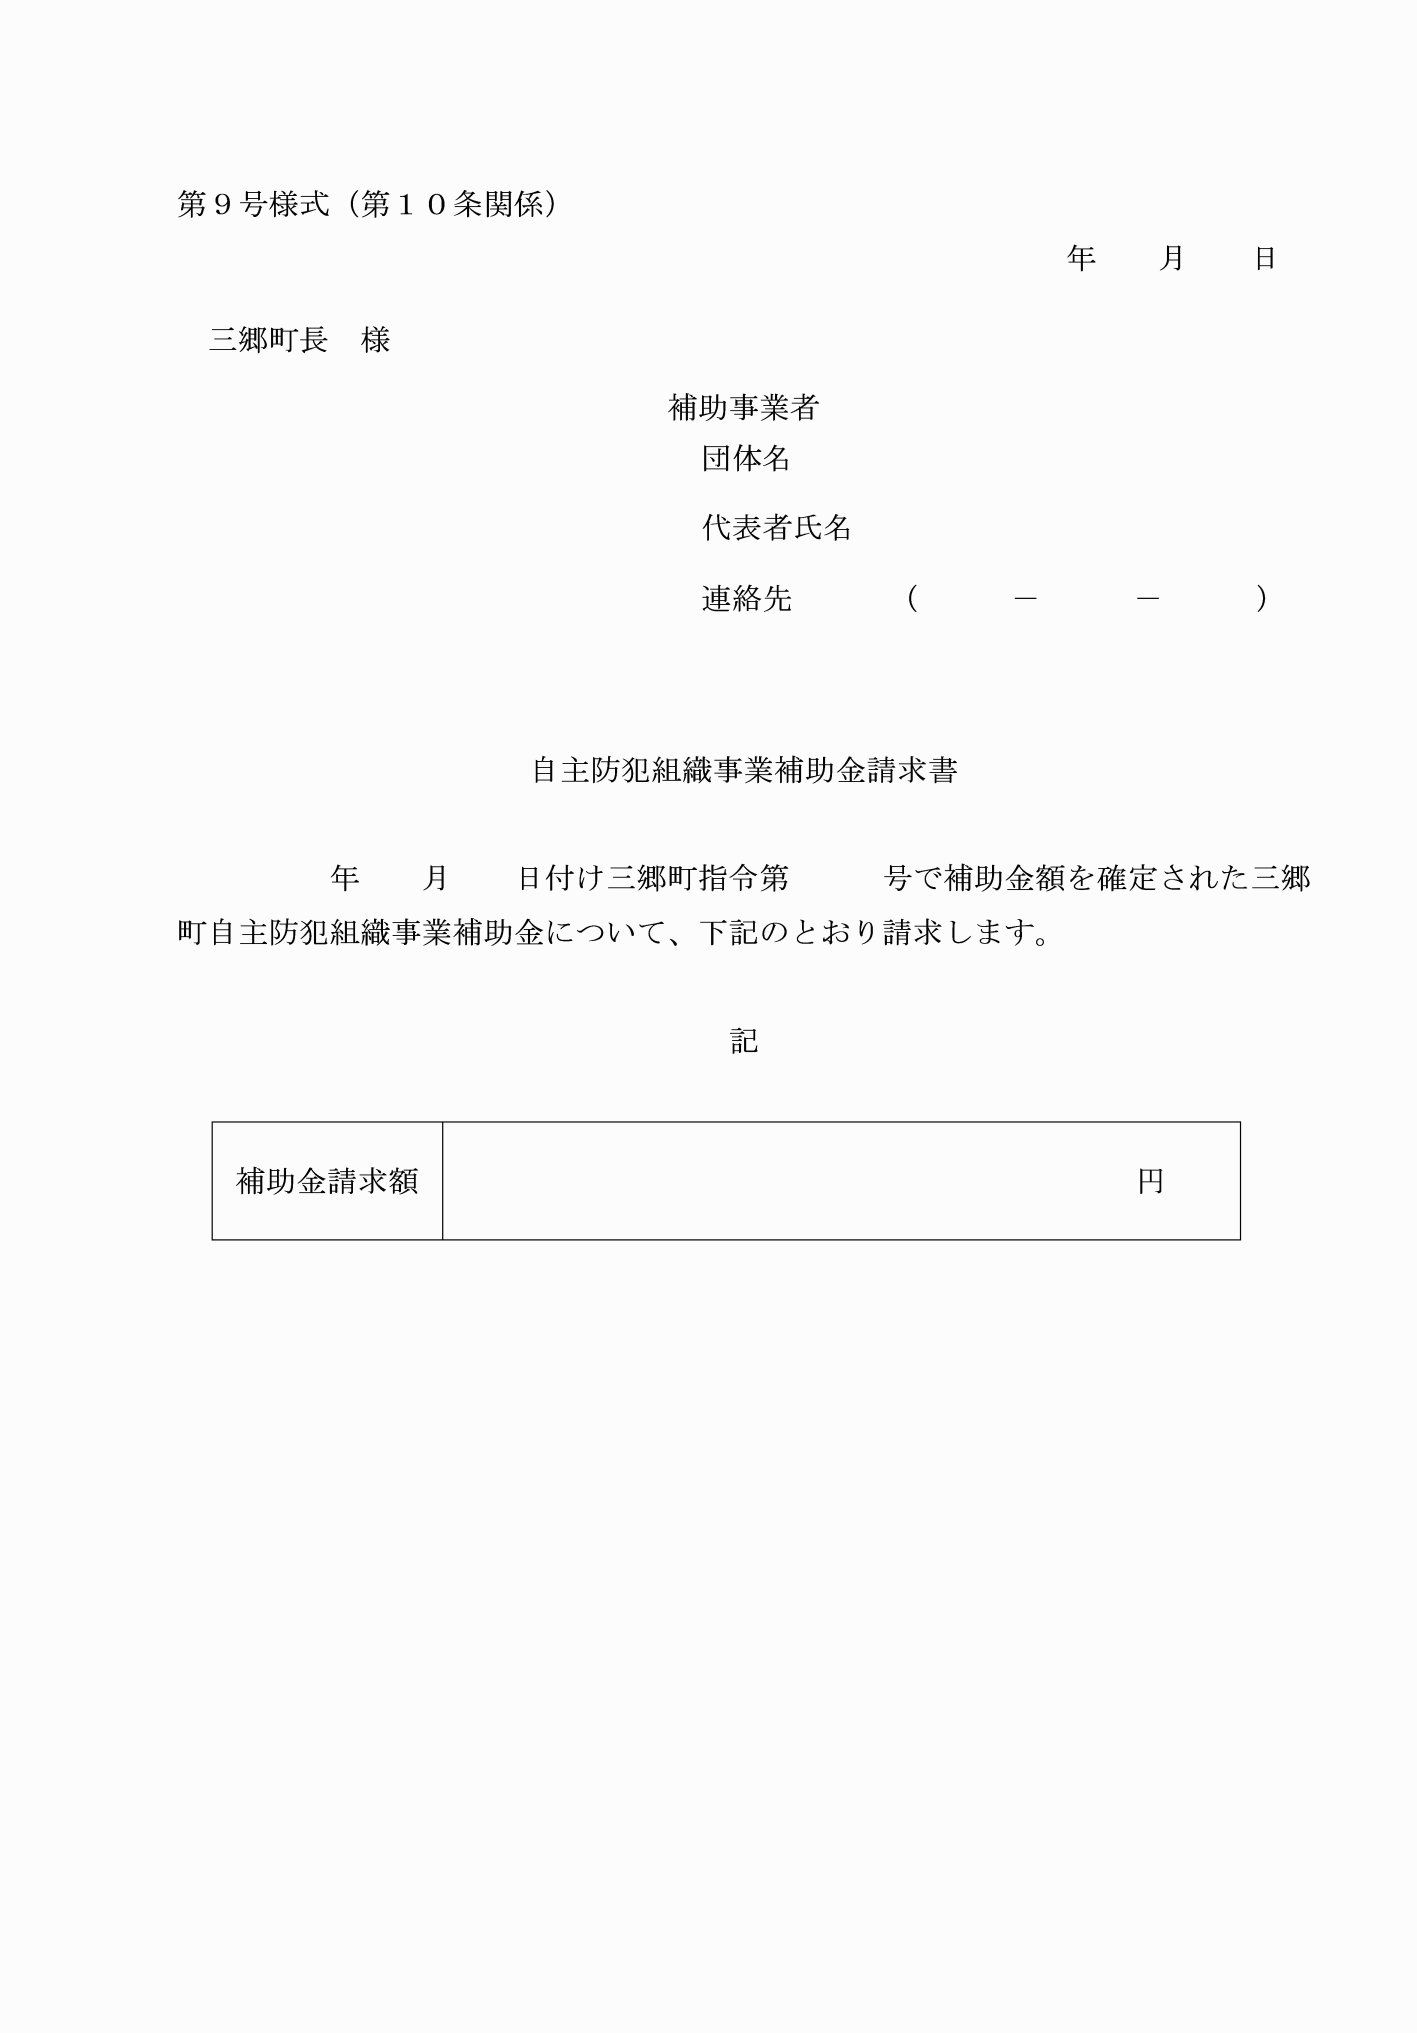 第９号様式（第１０条関係）
年　　月　　日
三郷町長　様
補助事業者
団体名
代表者氏名
連絡先　　　（　　　－　　　－　　　）
自主防犯組織事業補助金請求書
年　　月　　日付け三郷町指令第　　　号で補助金額を確定された三郷
町自主防犯組織事業補助金について、下記のとおり請求します。
記
補助金請求額　　円